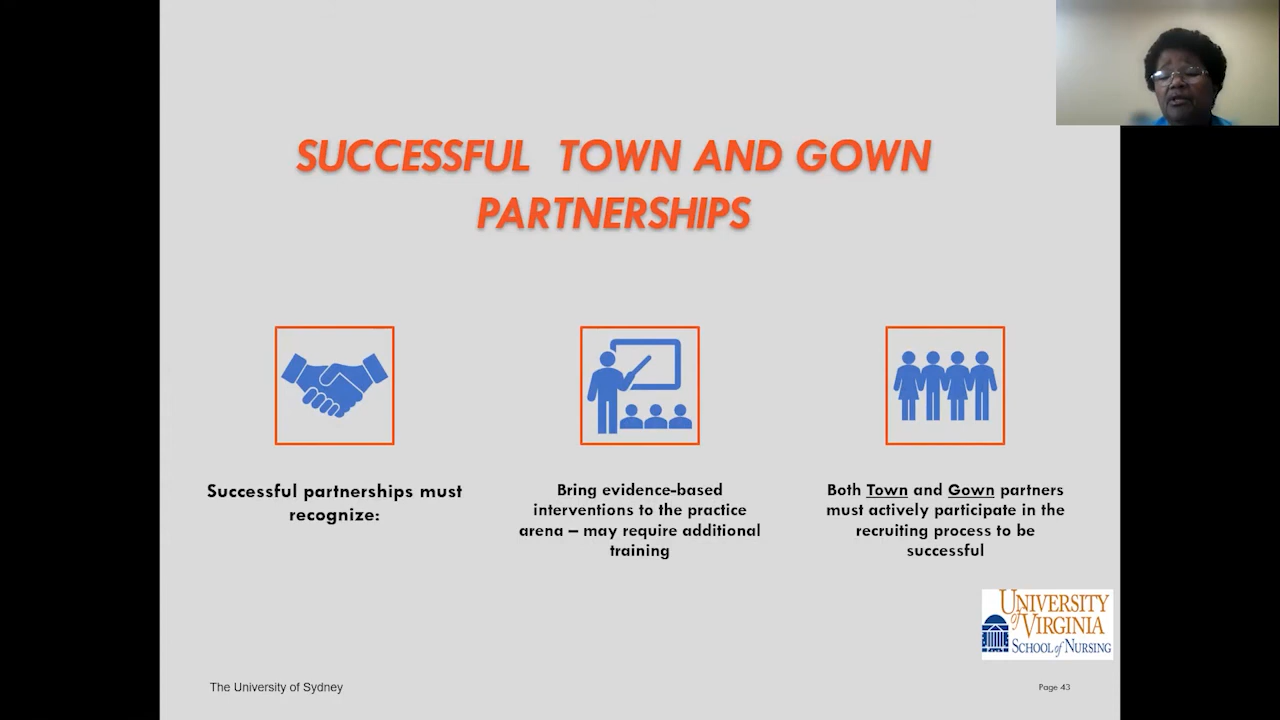 SUCCESSFUL TOWN AND GOWN
PARTNERSHIPS
Successful partnerships must
recognize:
Bring evidence-based
interventions to the practice
arena – may require additional
training
Both Town and Gown partners
must actively participate in the
recruiting process to be
successful
UNIVERSITY
of VIRGINIA
SCHOOL of NURSING
The University of Sydney
Page 43